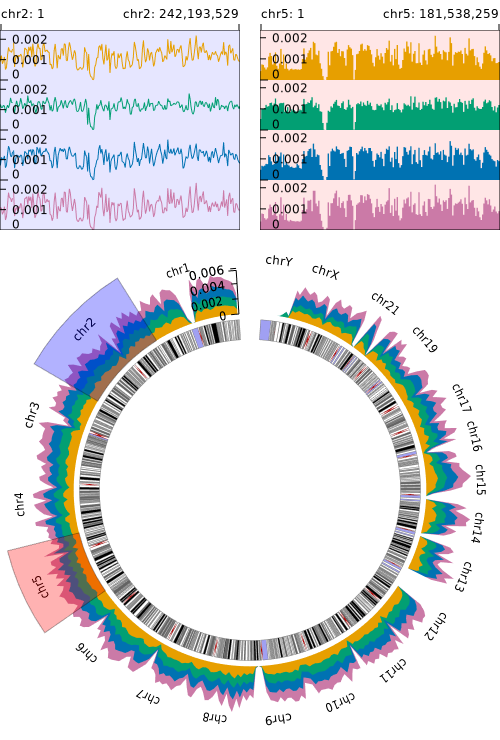 chr2: 1
chr2: 242,193,529
chr5: 1
chr5: 181,538,259
0.002
0.001
0
0.002
0.001
0
0.002
0.001
0
0.002
0.001
0
0.002
0.001
0
0.002
0.001
0
0.002
0.001
0
0.002
0.001
0
chr1
0.006
0.004
0.002
0
chrY
chrX
chr21
chr19
chr17
chr16
chr15
chr14
chr13
chr12
chr11
chr10
chr9
chr8
chr7
chr6
chr5
chr4
chr3
chr2